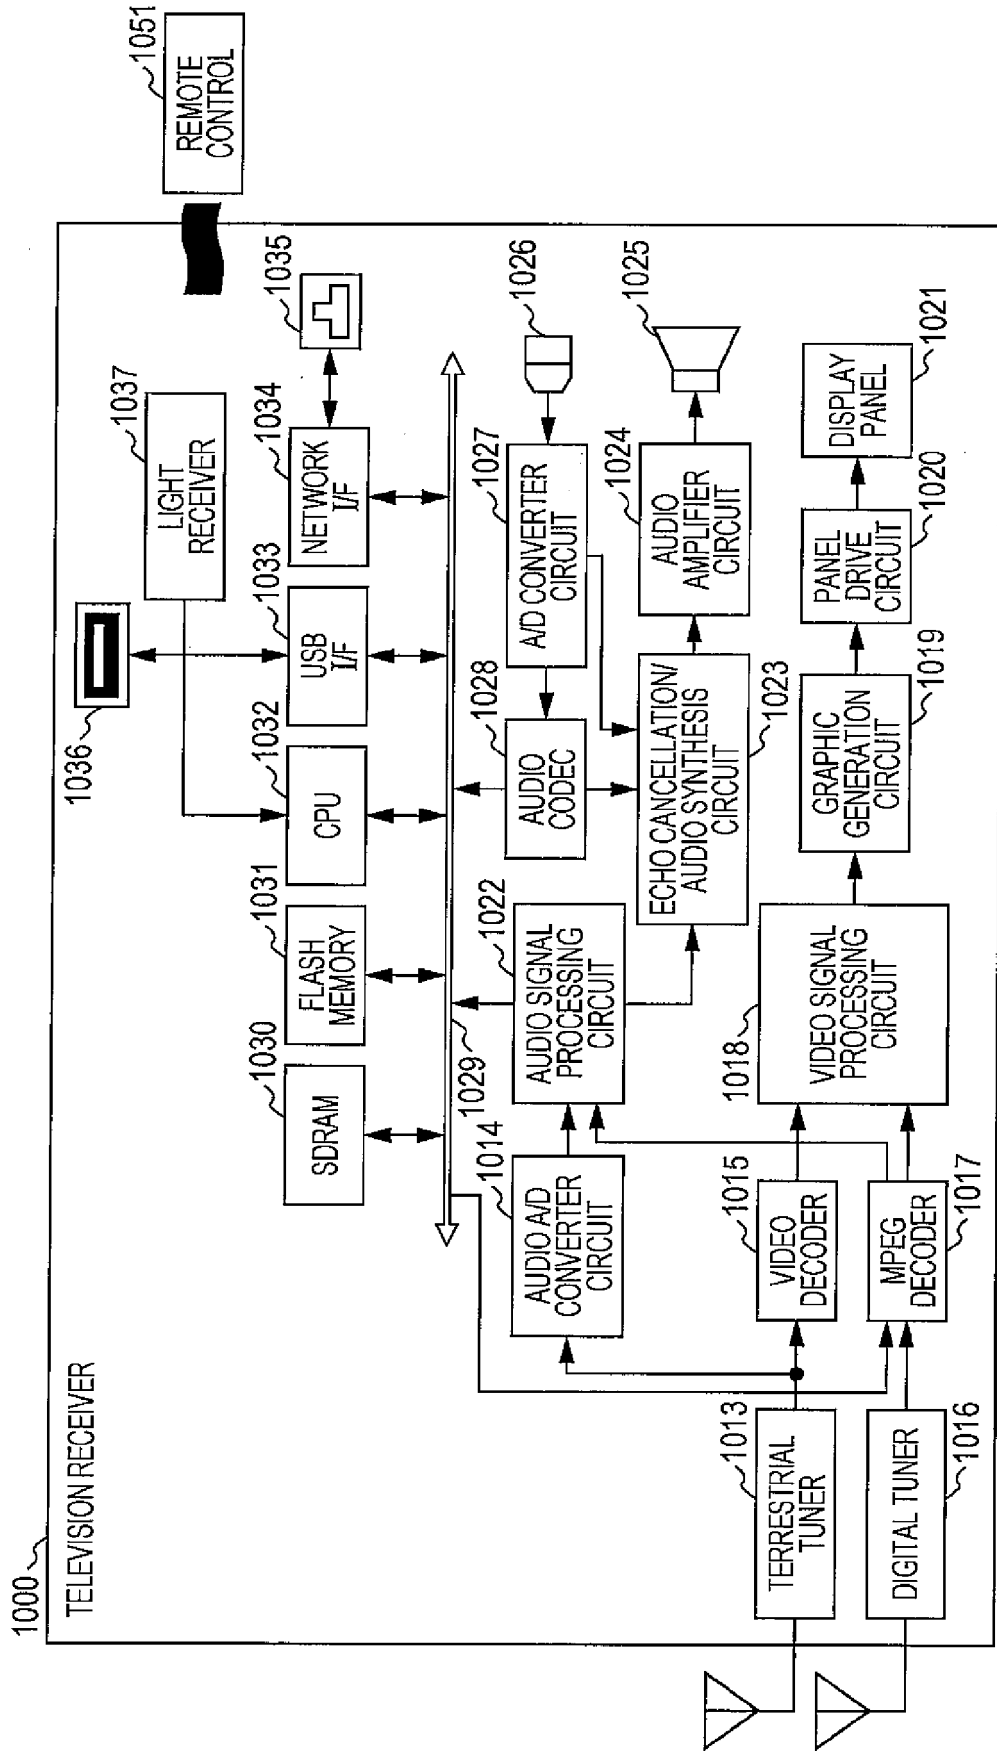 1000
TELEVISION RECEIVER
1051
REMOTE
CONTROL
1036
1037
LIGHT
RECEIVER
1030
SDRAM
1031
FLASH
MEMORY
1032
CPU
1033
USB
I/F
1034
NETWORK
I/F
1035
1029
1014
AUDIO A/D
CONVERTER
CIRCUIT
1022
AUDIO SIGNAL
PROCESSING
CIRCUIT
1028
AUDIO
CODEC
1027
A/D CONVERTER
CIRCUIT
1026
ECHO CANCELLATION/
AUDIO SYNTHESIS
CIRCUIT
1023
1024
AUDIO
AMPLIFIER
CIRCUIT
1025
1013
TERRESTRIAL
TUNER
1015
VIDEO
DECODER
1018
VIDEO SIGNAL
PROCESSING
CIRCUIT
GRAPHIC
GENERATION
CIRCUIT
1019
PANEL
DRIVE
CIRCUIT
1020
DISPLAY
PANEL
1021
DIGITAL TUNER
1016
MPEG
DECODER
1017